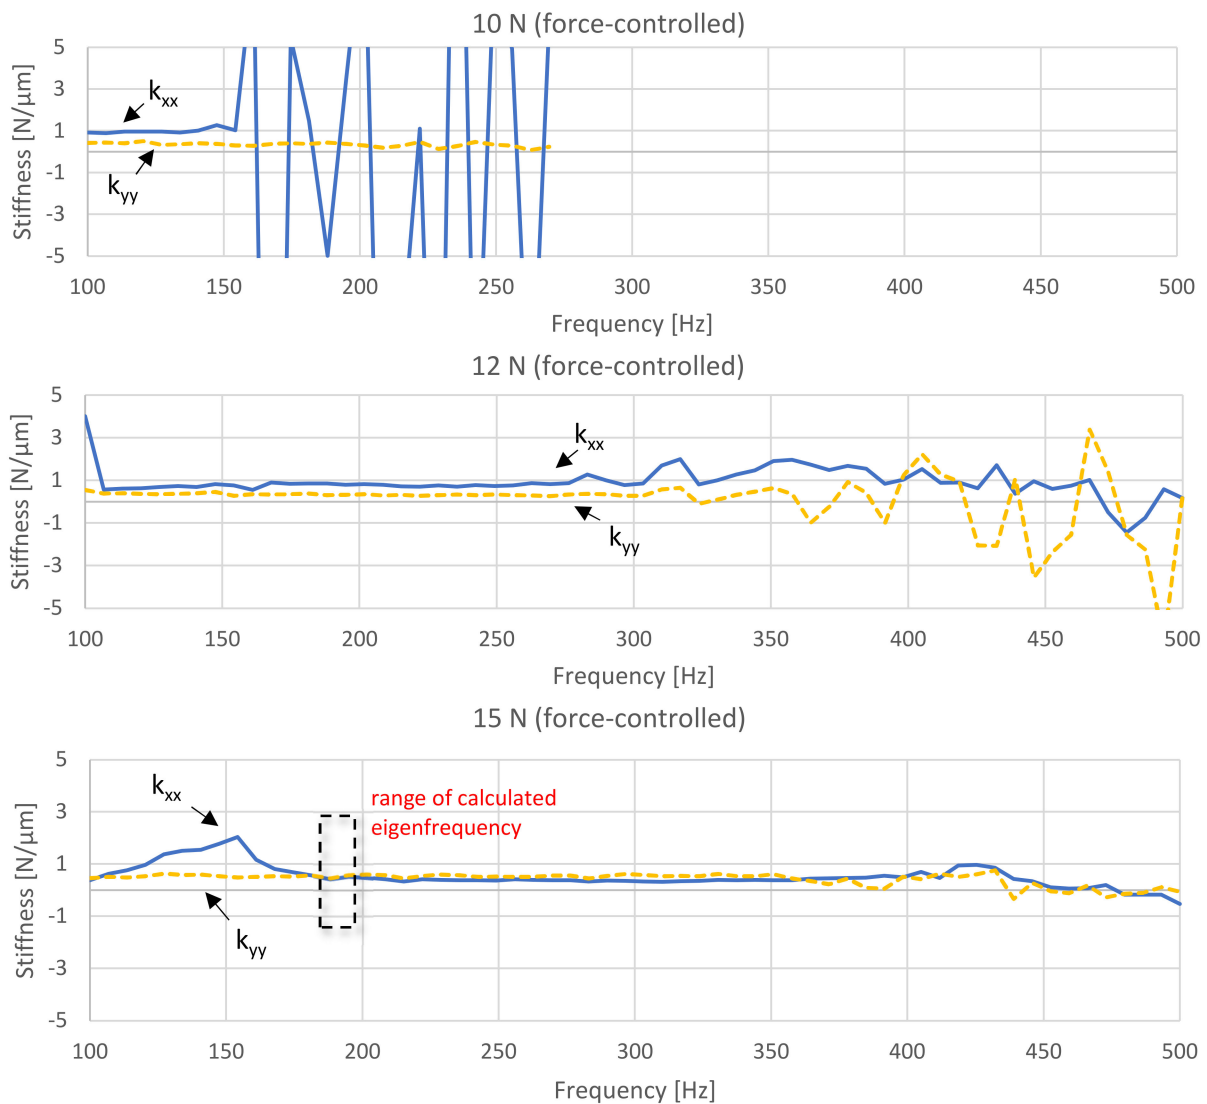 10 N (force-controlled)
Stiffness [N/µm]
5
3
1
-1
-3
-5
kxx
kyy
100 150 200 250 300 350 400 450 500
Frequency [Hz]
12 N (force-controlled)
Stiffness [N/µm]
5
3
1
-1
-3
-5
kxx
kyy
100 150 200 250 300 350 400 450 500
Frequency [Hz]
15 N (force-controlled)
Stiffness [N/µm]
5
3
1
-1
-3
-5
kxx
range of calculated
eigenfrequency
kyy
100 150 200 250 300 350 400 450 500
Frequency [Hz]